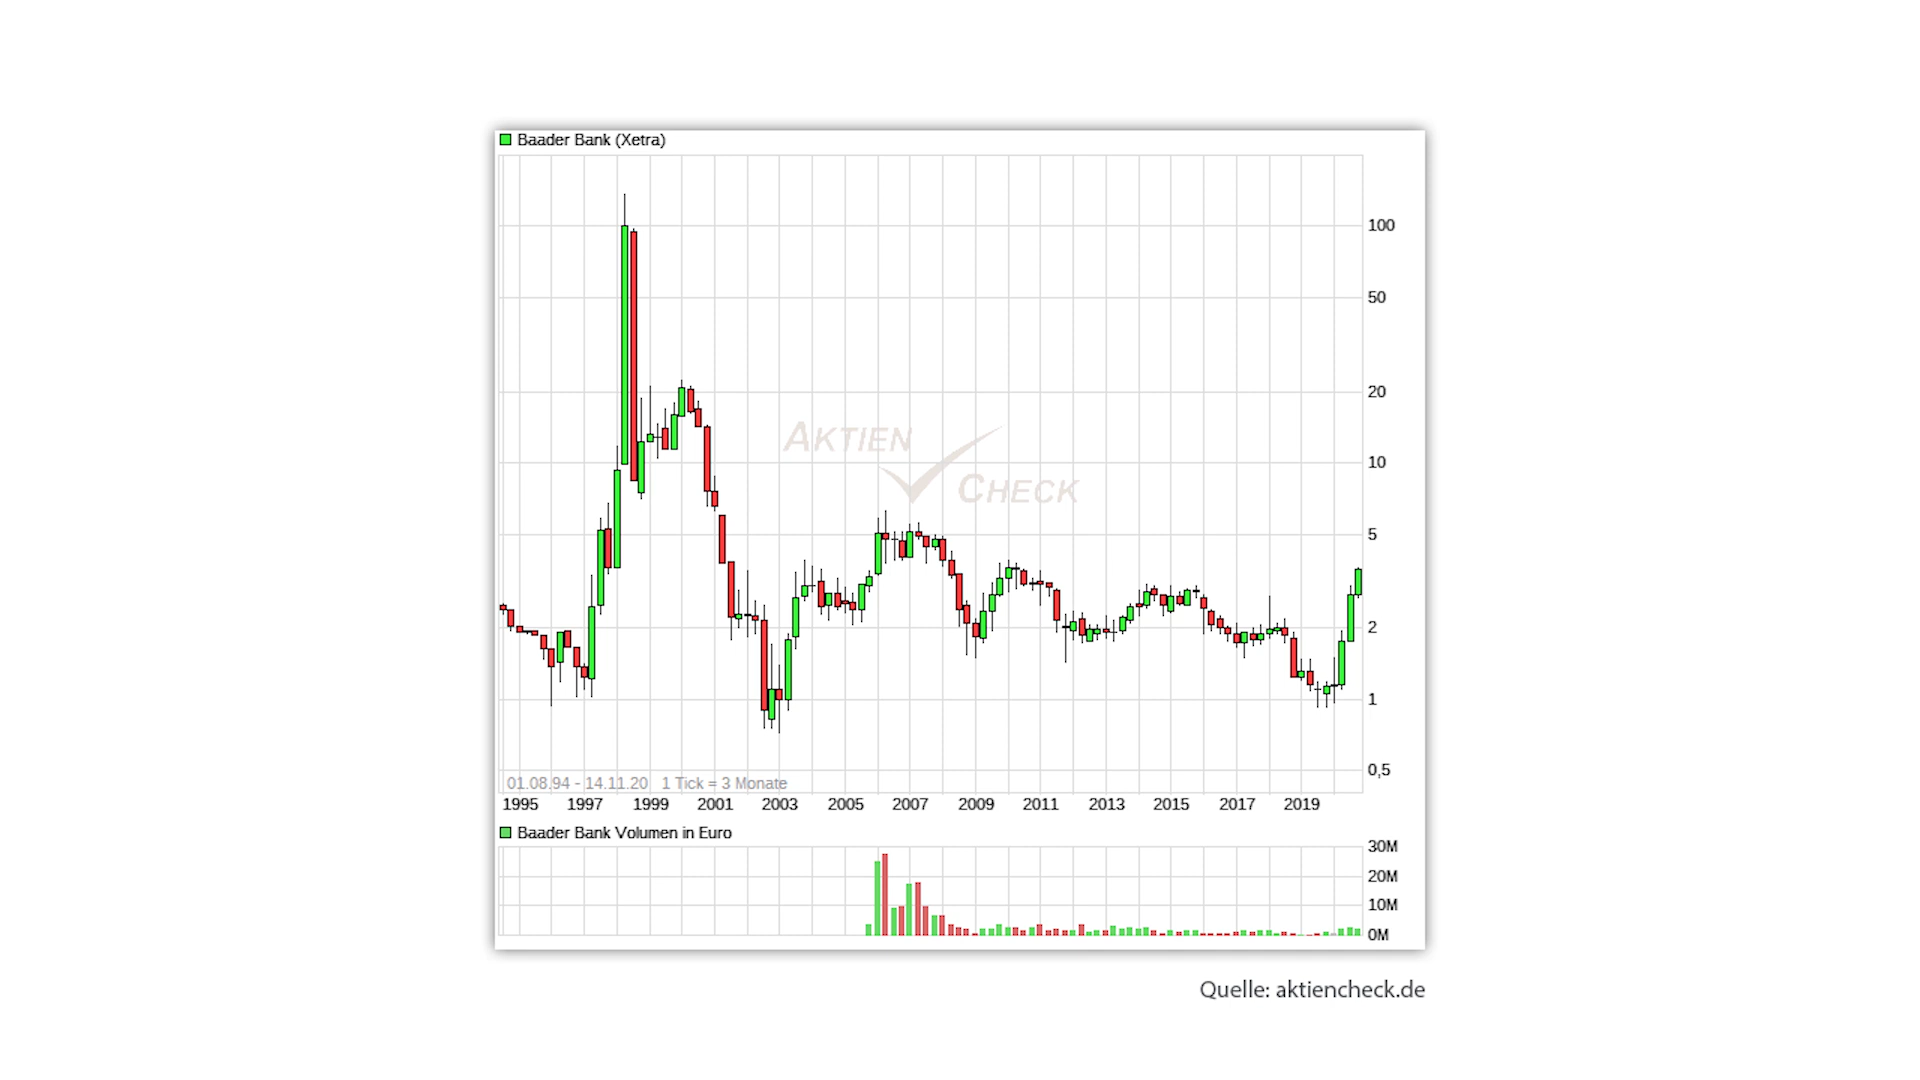 Baader Bank (Xetra)
100
50
20
10
5
2
1
0,5
AKTIEN
CHECK
01.08.94 - 14.11.20 1 Tick = 3 Monate
1995 1997 1999 2001 2003 2005 2007 2009 2011 2013 2015 2017 2019
Baader Bank Volumen in Euro
30M
20M
10M
0M
Quelle: aktiencheck.de